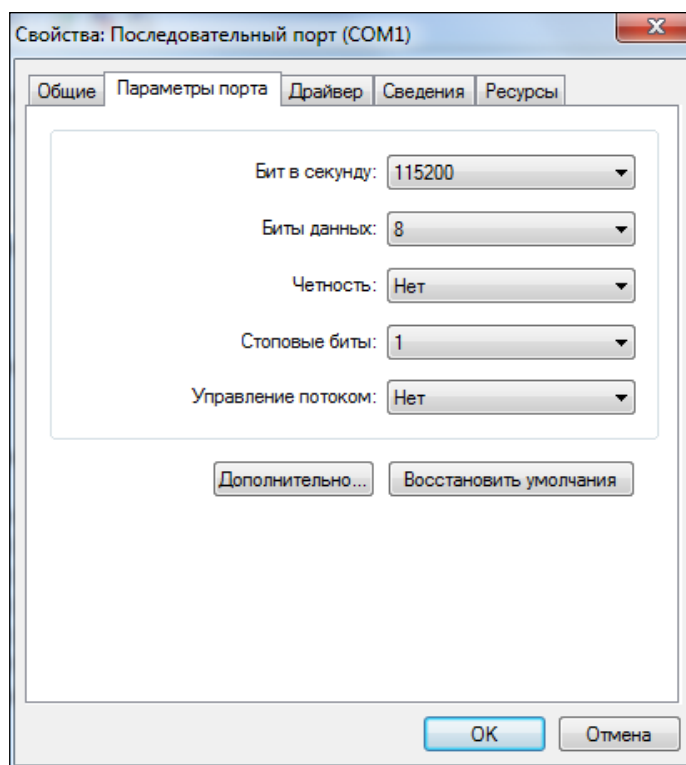 Свойства: Последовательный порт (COM1)
Общие Параметры порта Драйвер Сведения Ресурсы
Бит в секунду: 115200
Биты данных: 8
Четность: Нет
Стоповые биты: 1
Управление потоком: Нет
Дополнительно... Восстановить умолчания
OK Отмена